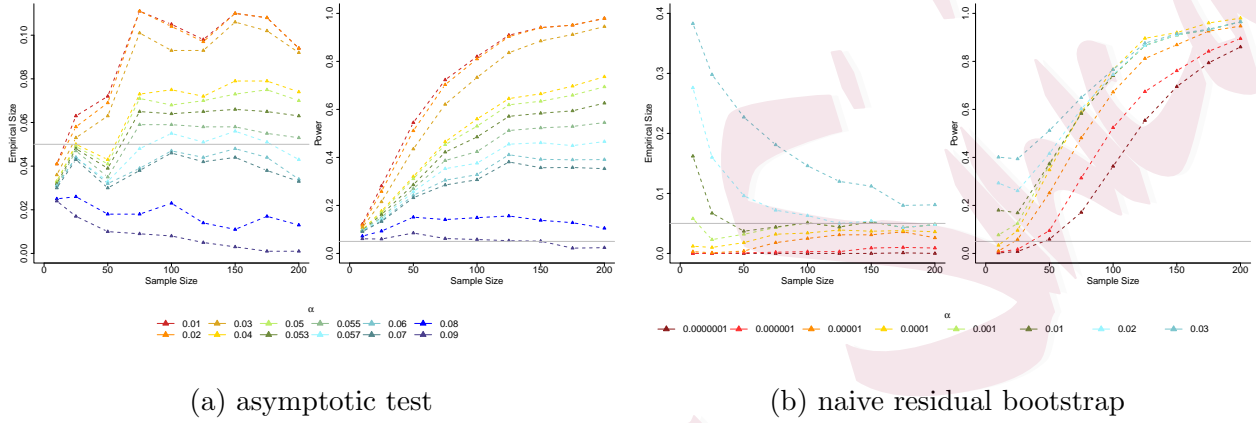 Empirical Size
0.00 0.02 0.04 0.06 0.08 0.10
0 50 100 150 200
Sample Size
Power
0.0 0.2 0.4 0.6 0.8 1.0
0 50 100 150 200
Sample Size
α
0.01 0.03 0.05 0.055 0.06 0.08
0.02 0.04 0.053 0.057 0.07 0.09
(a) asymptotic test
Empirical Size
0.0 0.1 0.2 0.3 0.4
0 50 100 150 200
Sample Size
Power
0.0 0.2 0.4 0.6 0.8 1.0
0 50 100 150 200
Sample Size
α
0.0000001 0.000001 0.00001 0.0001 0.001 0.01 0.02 0.03
(b) naive residual bootstrap